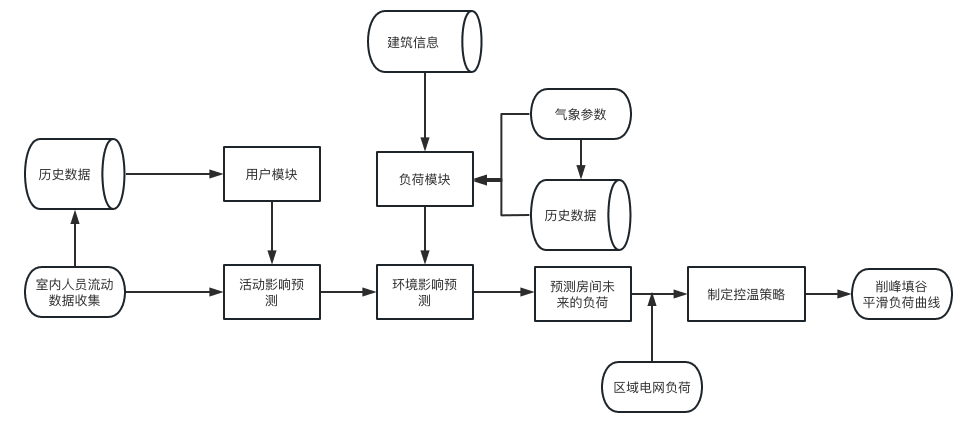 建筑信息
气象参数
历史数据
用户模块
负荷模块
历史数据
室内人员流动
数据收集
活动影响预
测
环境影响预
测
预测房间未
来的负荷
制定控温策略
削峰填谷
平滑负荷曲线
区域电网负荷